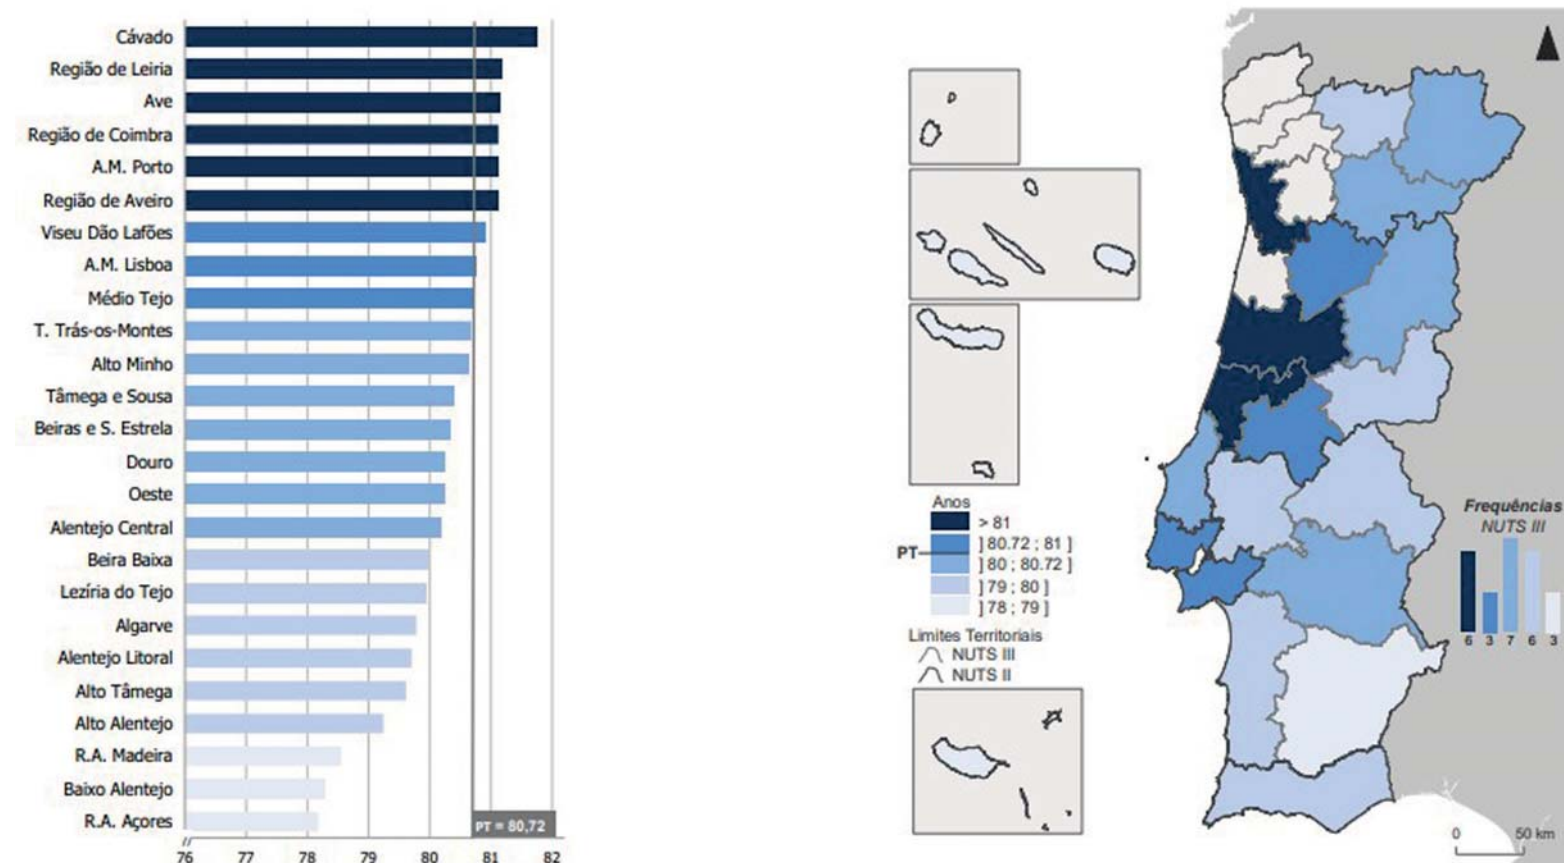 Cávado
Região de Leiria
Ave
Região de Coimbra
A.M. Porto
Região de Aveiro
Viseu Dão Lafões
A.M. Lisboa
Médio Tejo
T. Trás-os-Montes
Alto Minho
Tâmega e Sousa
Beiras e S. Estrela
Douro
Oeste
Alentejo Central
Beira Baixa
Lezíria do Tejo
Algarve
Alentejo Litoral
Alto Tâmega
Alto Alentejo
R.A. Madeira
Baixo Alentejo
R.A. Açores
PT = 80,72
76 77 78 79 80 81 82
Anos
> 81
] 80.72 ; 81 ]
PT
] 80 ; 80.72 ]
] 79 ; 80 ]
] 78 ; 79 ]
Limites Territoriais
NUTS III
NUTS II
Frequências
NUTS III
6 3 7 6 3
0 50 km